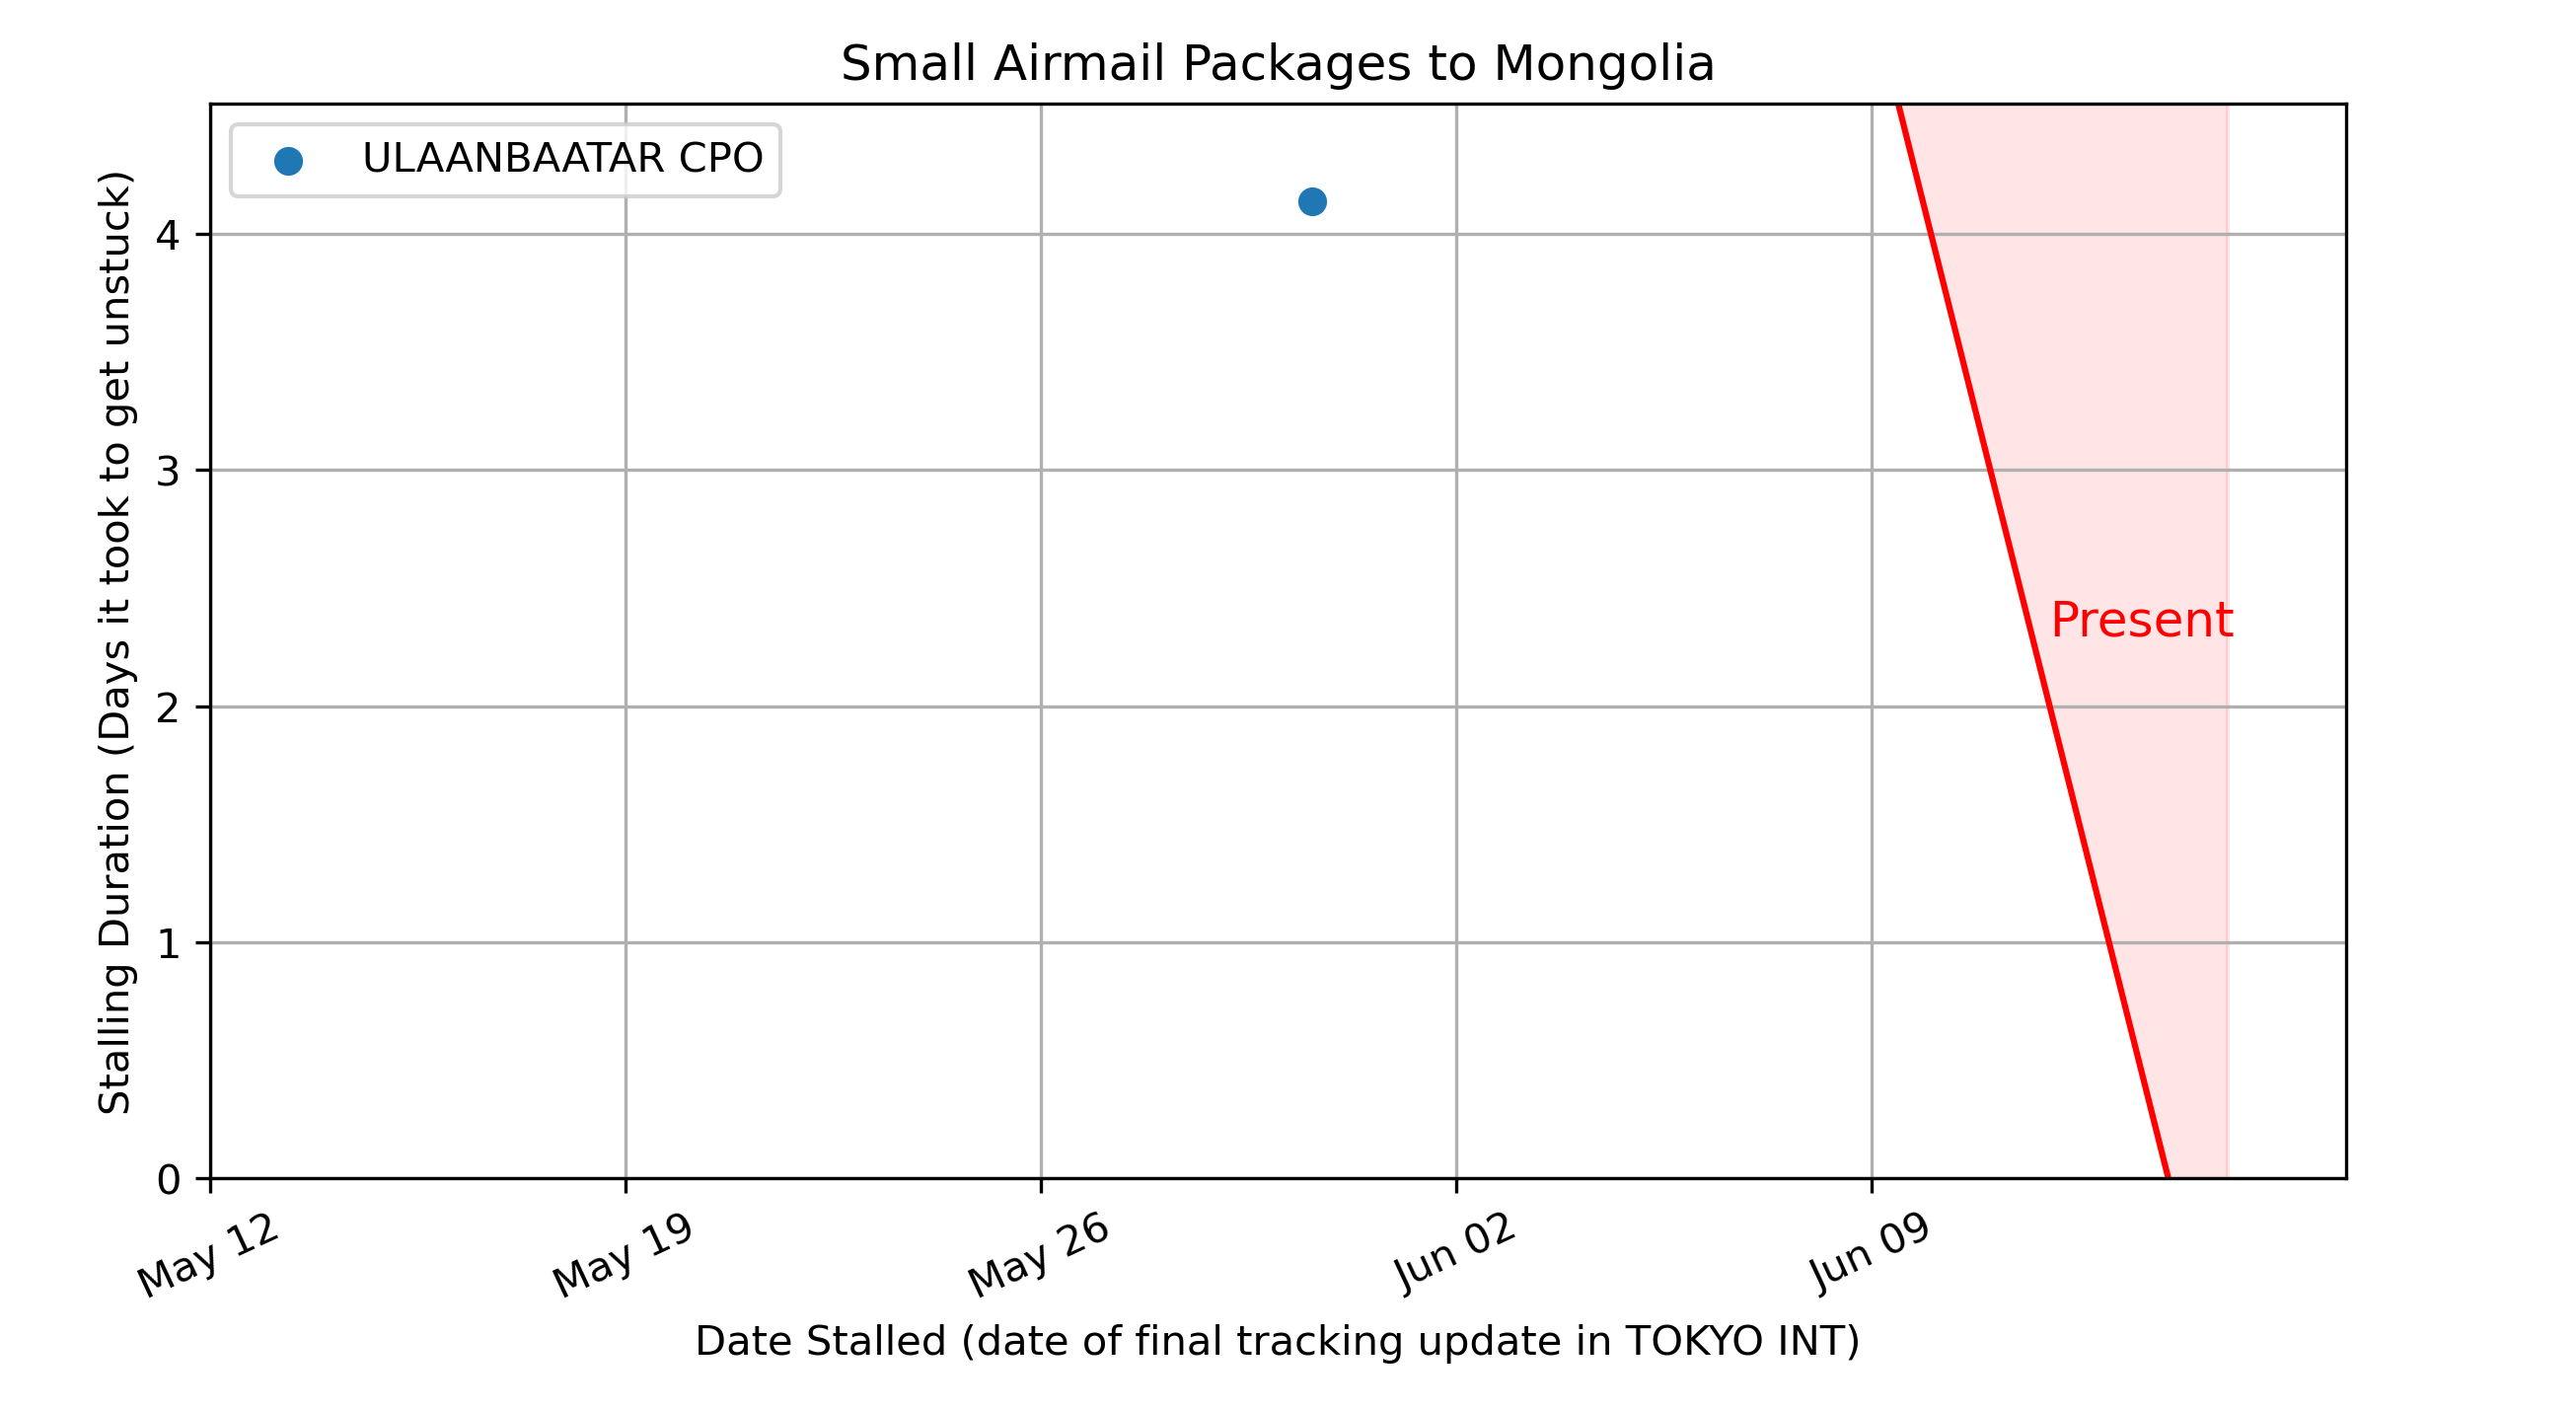 Small Airmail Packages to Mongolia
ULAANBAATAR CPO
Stalling Duration (Days it took to get unstuck)
4
3
2
1
0
Present
May 12
May 19
May 26
Jun 02
Jun 09
Date Stalled (date of final tracking update in TOKYO INT)